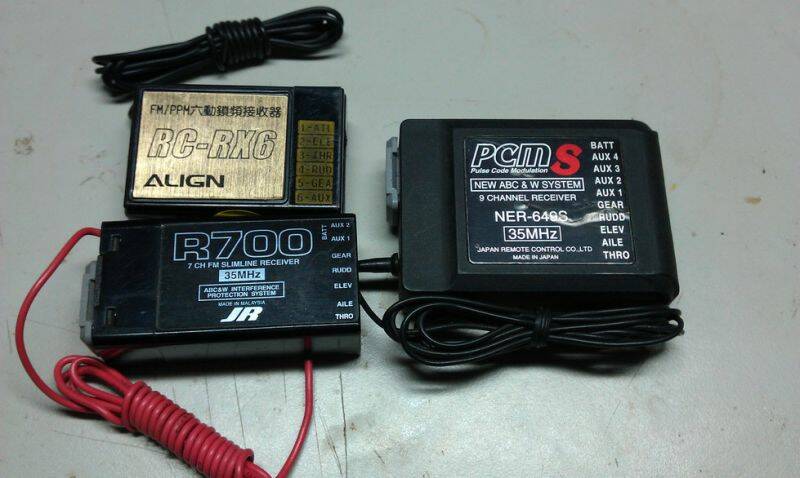 FM/PPM六動鎖頻接收器
RC-RX6
ALIGN
1-AIL
2-ELE
3-THR
4-RUD
5-GEA
6-AUX
R700
7 CH FM SLIMLINE RECEIVER
35MHz
ABC&W INTERFERENCE
PROTECTION SYSTEM
MADE IN MALAYSIA
JR
BATT
AUX 2
AUX 1
GEAR
RUDD
ELEV
AILE
THRO
PCM S
Pulse Code Modulation
NEW ABC & W SYSTEM
9 CHANNEL RECEIVER
NER-649S
35MHz
JAPAN REMOTE CONTROL CO.,LTD
MADE IN JAPAN
BATT
AUX 4
AUX 3
AUX 2
AUX 1
GEAR
RUDD
ELEV
AILE
THRO